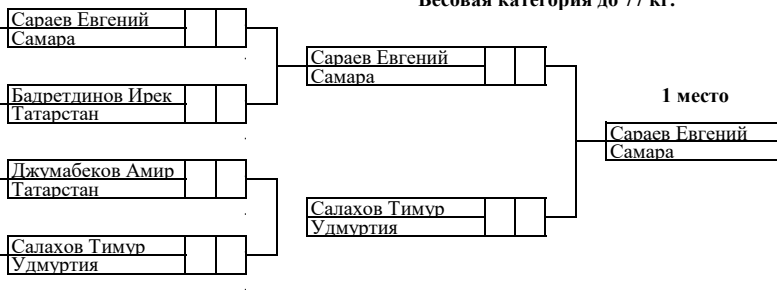 Весовая категория до 77 кг.
Сараев Евгений
Самара
Бадретдинов Ирек
Татарстан
Джумабеков Амир
Татарстан
Салахов Тимур
Удмуртия
Сараев Евгений
Самара
Салахов Тимур
Удмуртия
1 место
Сараев Евгений
Самара